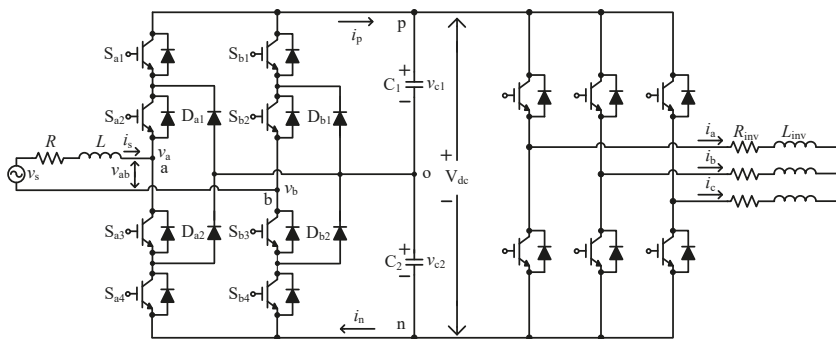 p
i_p
S_a1
S_b1
C_1
+
−
v_c1
+
S_a2
D_a1
S_b2
D_b1
R
L
i_s
v_a
a
v_s
v_ab
b
v_b
o
V_dc
+
−
i_a
R_inv
L_inv
i_b
i_c
S_a3
D_a2
S_b3
D_b2
C_2
+
−
v_c2
S_a4
S_b4
i_n
n